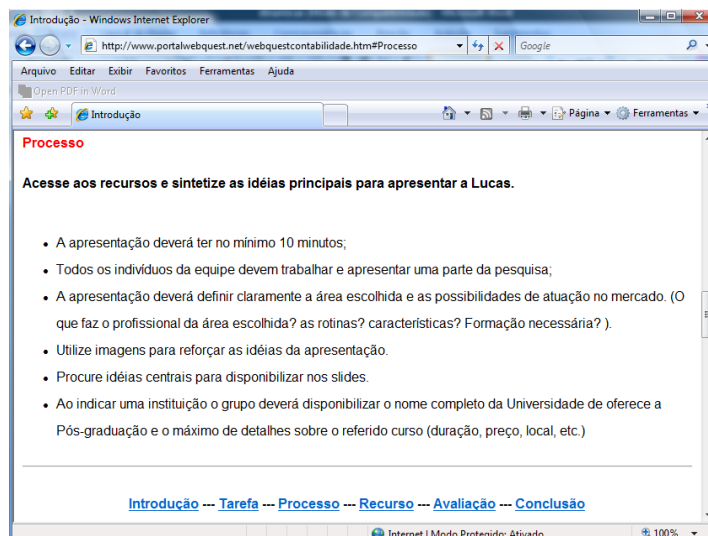 Introdução - Windows Internet Explorer
http://www.portalwebquest.net/webquestcontabilidade.htm#Processo
Google
Arquivo Editar Exibir Favoritos Ferramentas Ajuda
Open PDF in Word
Introdução
Página
Ferramentas
Processo
Acesse aos recursos e sintetize as idéias principais para apresentar a Lucas.
A apresentação deverá ter no mínimo 10 minutos;
Todos os indivíduos da equipe devem trabalhar e apresentar uma parte da pesquisa;
A apresentação deverá definir claramente a área escolhida e as possibilidades de atuação no mercado. (O
que faz o profissional da área escolhida? as rotinas? características? Formação necessária? ).
Utilize imagens para reforçar as idéias da apresentação.
Procure idéias centrais para disponibilizar nos slides.
Ao indicar uma instituição o grupo deverá disponibilizar o nome completo da Universidade de oferece a
Pós-graduação e o máximo de detalhes sobre o referido curso (duração, preço, local, etc.)
Introdução --- Tarefa --- Processo --- Recurso --- Avaliação --- Conclusão
Internet | Modo Protegido: Ativado
100%